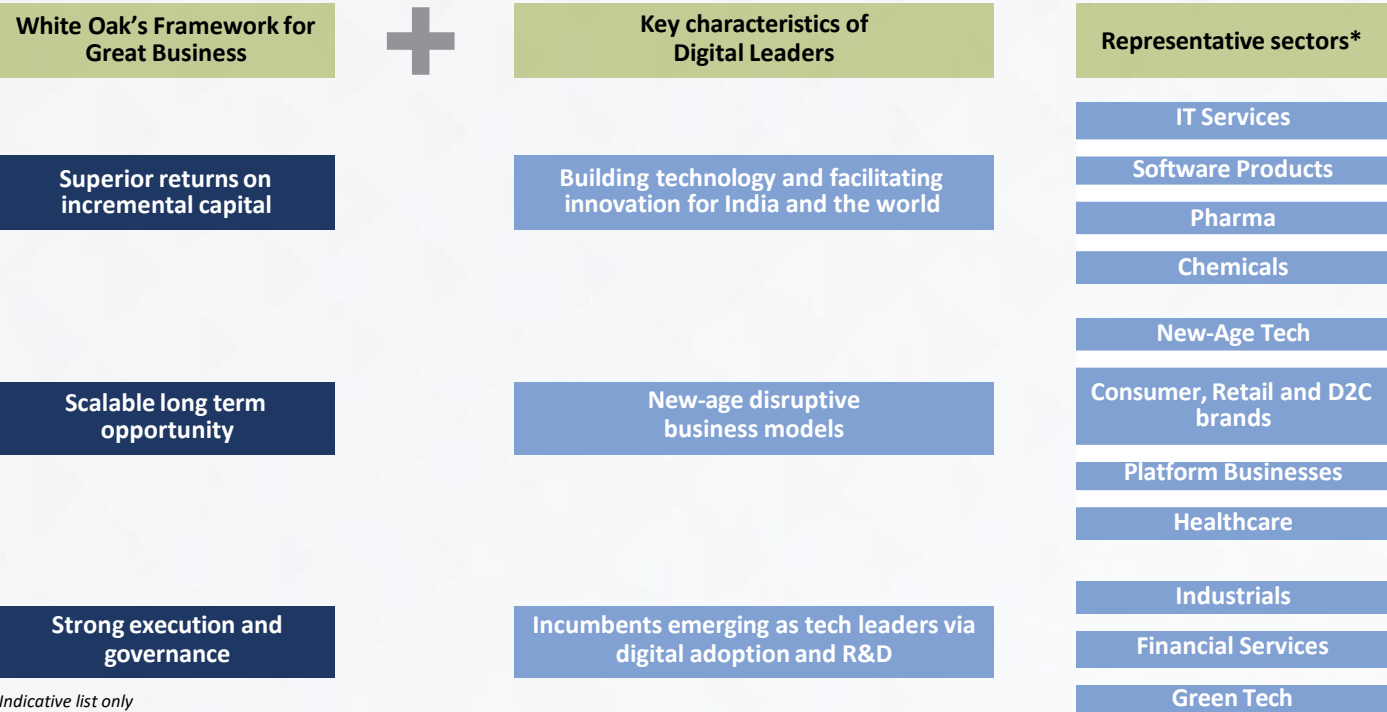 White Oak's Framework for
Great Business
Key characteristics of
Digital Leaders
Representative sectors*
Superior returns on
incremental capital
Building technology and facilitating
innovation for India and the world
IT Services
Software Products
Pharma
Chemicals
Scalable long term
opportunity
New-age disruptive
business models
New-Age Tech
Consumer, Retail and D2C
brands
Platform Businesses
Healthcare
Strong execution and
governance
Incumbents emerging as tech leaders via
digital adoption and R&D
Industrials
Financial Services
Green Tech
Indicative list only